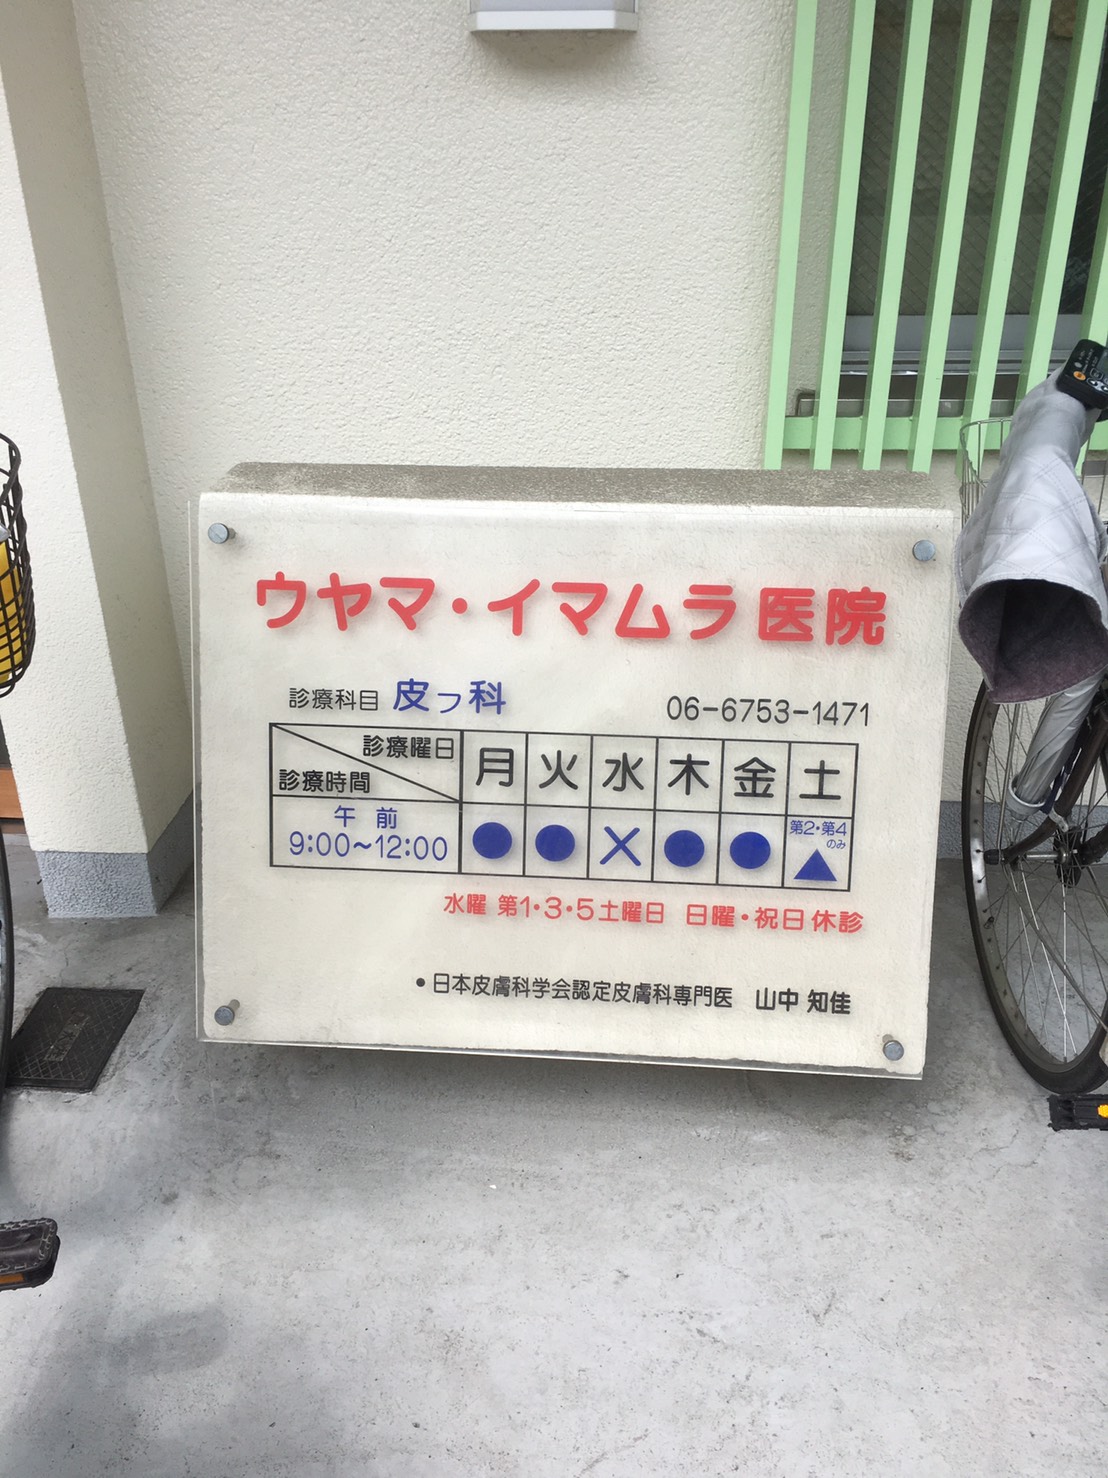 ウヤマ・イマムラ医院
診療科目 皮フ科 06-6753-1471
診療曜日 月 火 水 木 金 土
診療時間
午前 第2・第4
9:00~12:00 ● ● × ● ● のみ ▲
水曜 第1・3・5土曜日 日曜・祝日休診
●日本皮膚科学会認定皮膚科専門医 山中 知佳